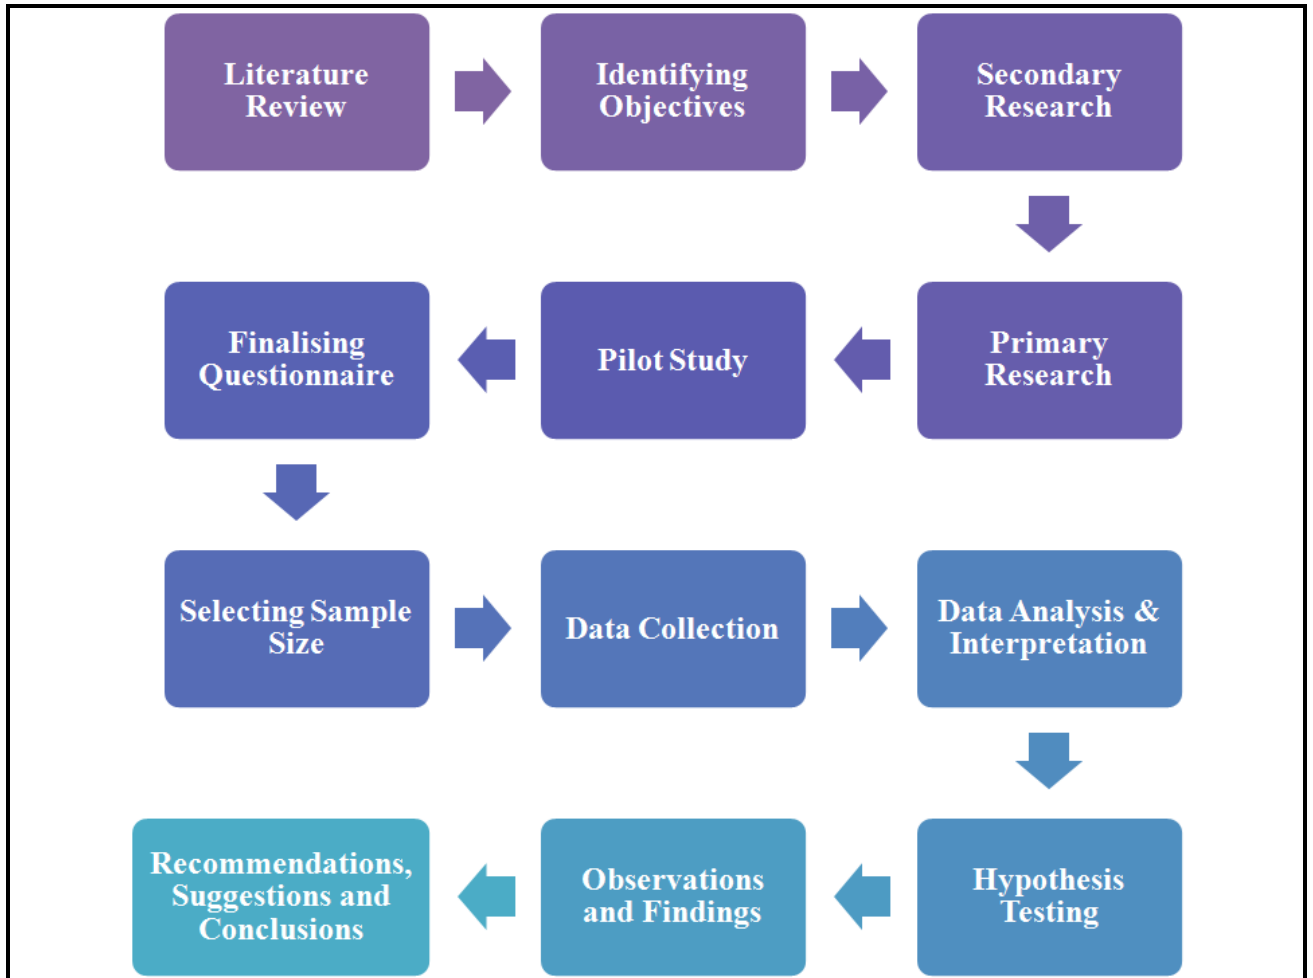 Literature
Review
Identifying
Objectives
Secondary
Research
Primary
Research
Pilot Study
Finalising
Questionnaire
Selecting Sample
Size
Data Collection
Data Analysis &
Interpretation
Hypothesis
Testing
Observations
and Findings
Recommendations,
Suggestions and
Conclusions